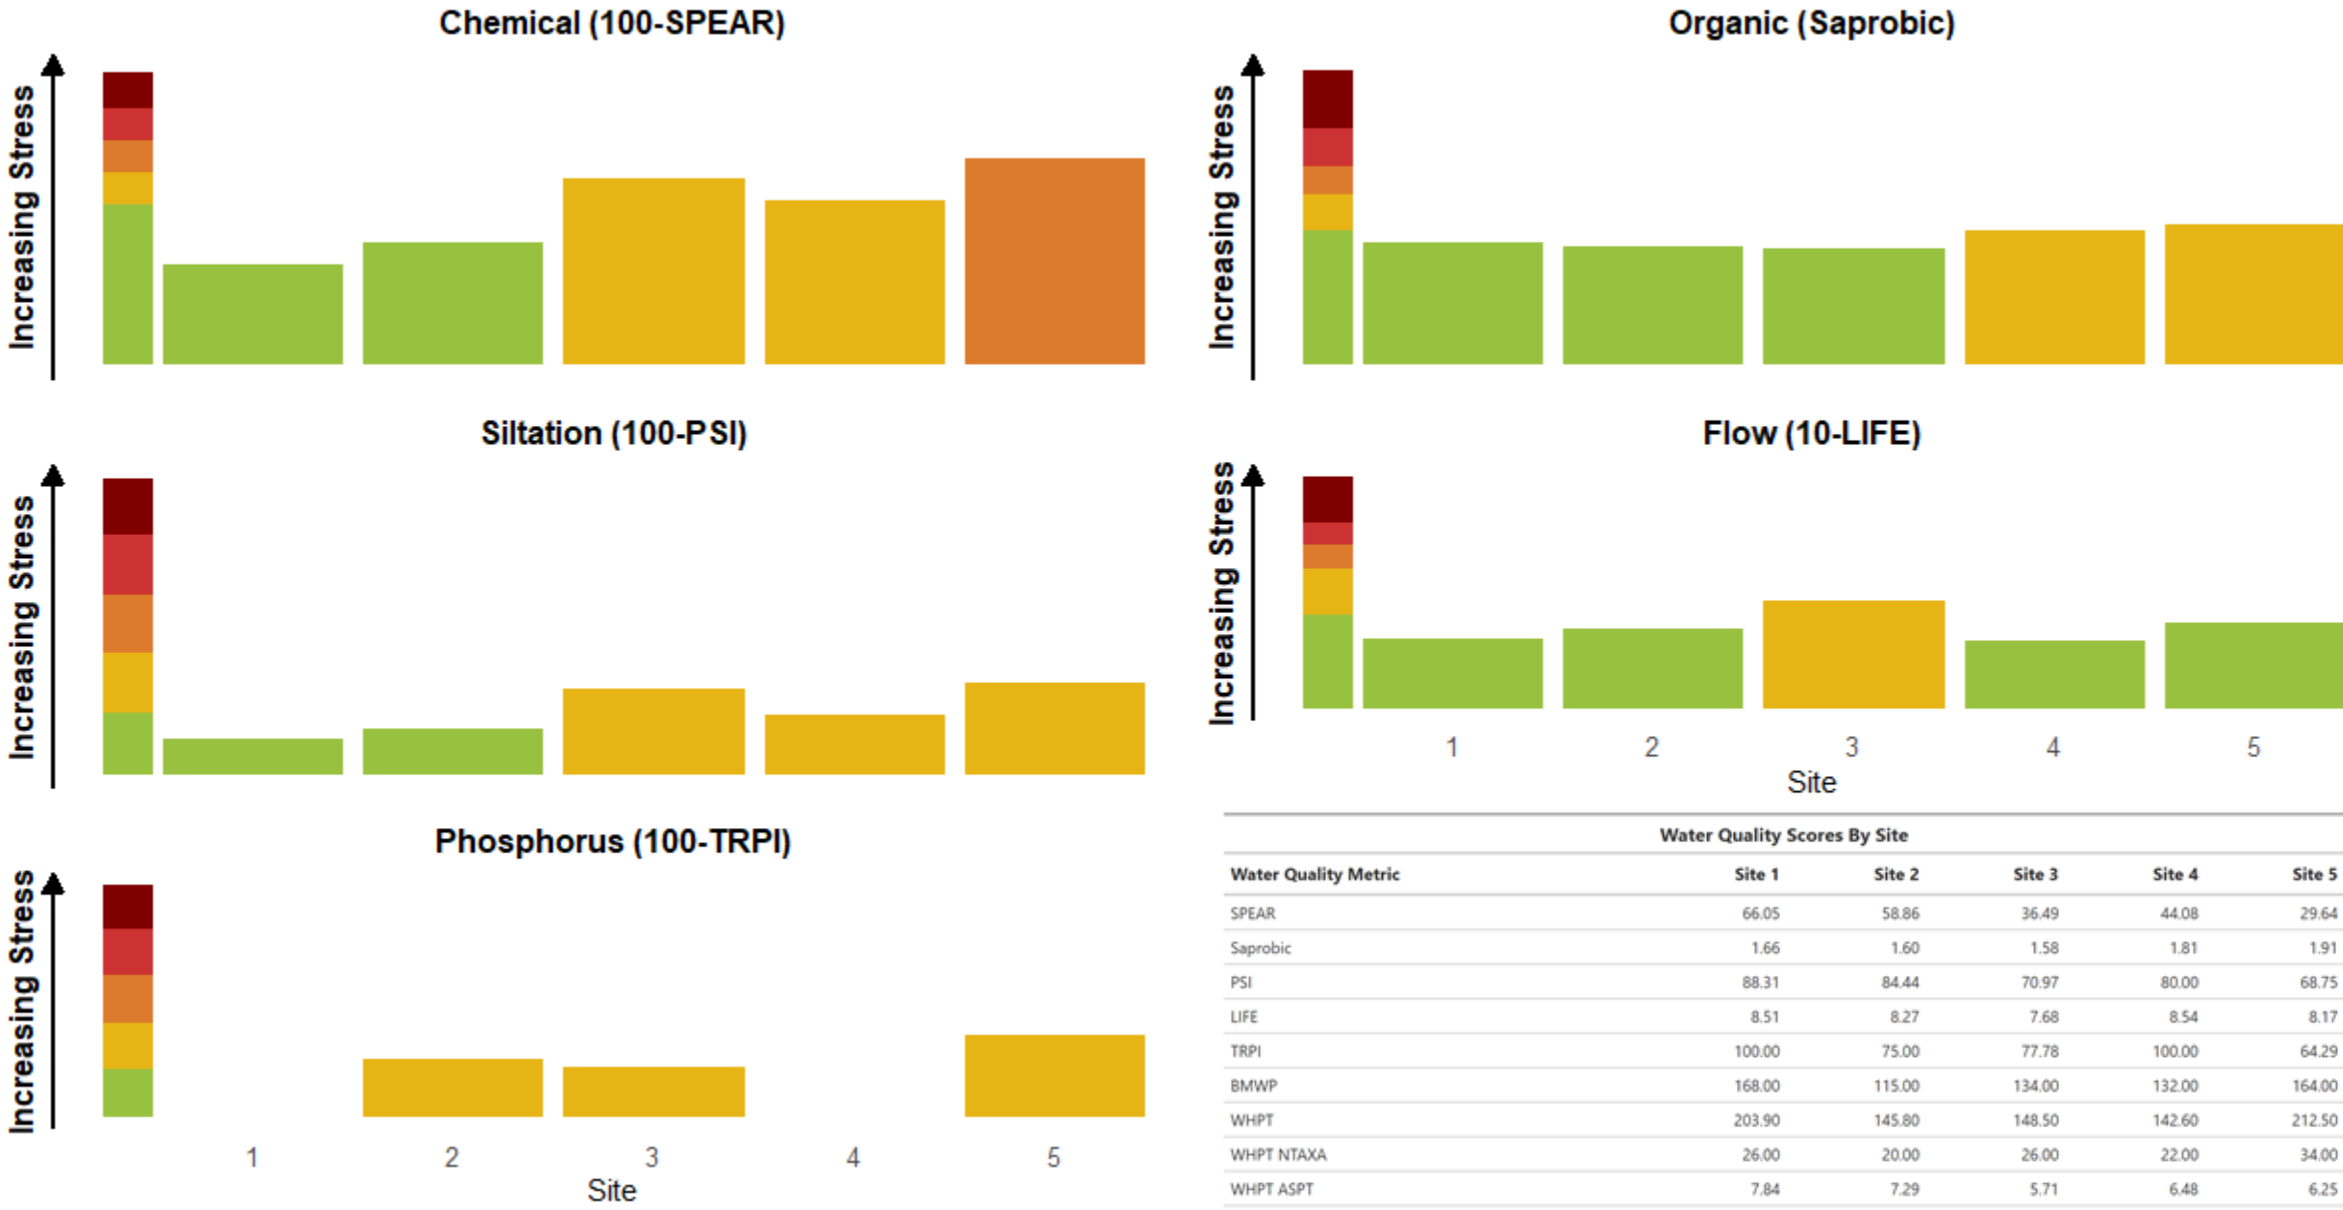 Chemical (100-SPEAR)
Increasing Stress
Organic (Saprobic)
Increasing Stress
Siltation (100-PSI)
Increasing Stress
Flow (10-LIFE)
Increasing Stress
1 2 3 4 5
Site
Phosphorus (100-TRPI)
Increasing Stress
1 2 3 4 5
Site
Water Quality Scores By Site
Water Quality Metric Site 1 Site 2 Site 3 Site 4 Site 5
SPEAR 66.05 58.86 36.49 44.08 29.64
Saprobic 1.66 1.60 1.58 1.81 1.91
PSI 88.31 84.44 70.97 80.00 68.75
LIFE 8.51 8.27 7.68 8.54 8.17
TRPI 100.00 75.00 77.78 100.00 64.29
BMWP 168.00 115.00 134.00 132.00 164.00
WHPT 203.90 145.80 148.50 142.60 212.50
WHPT NTAXA 26.00 20.00 26.00 22.00 34.00
WHPT ASPT 7.84 7.29 5.71 6.48 6.25